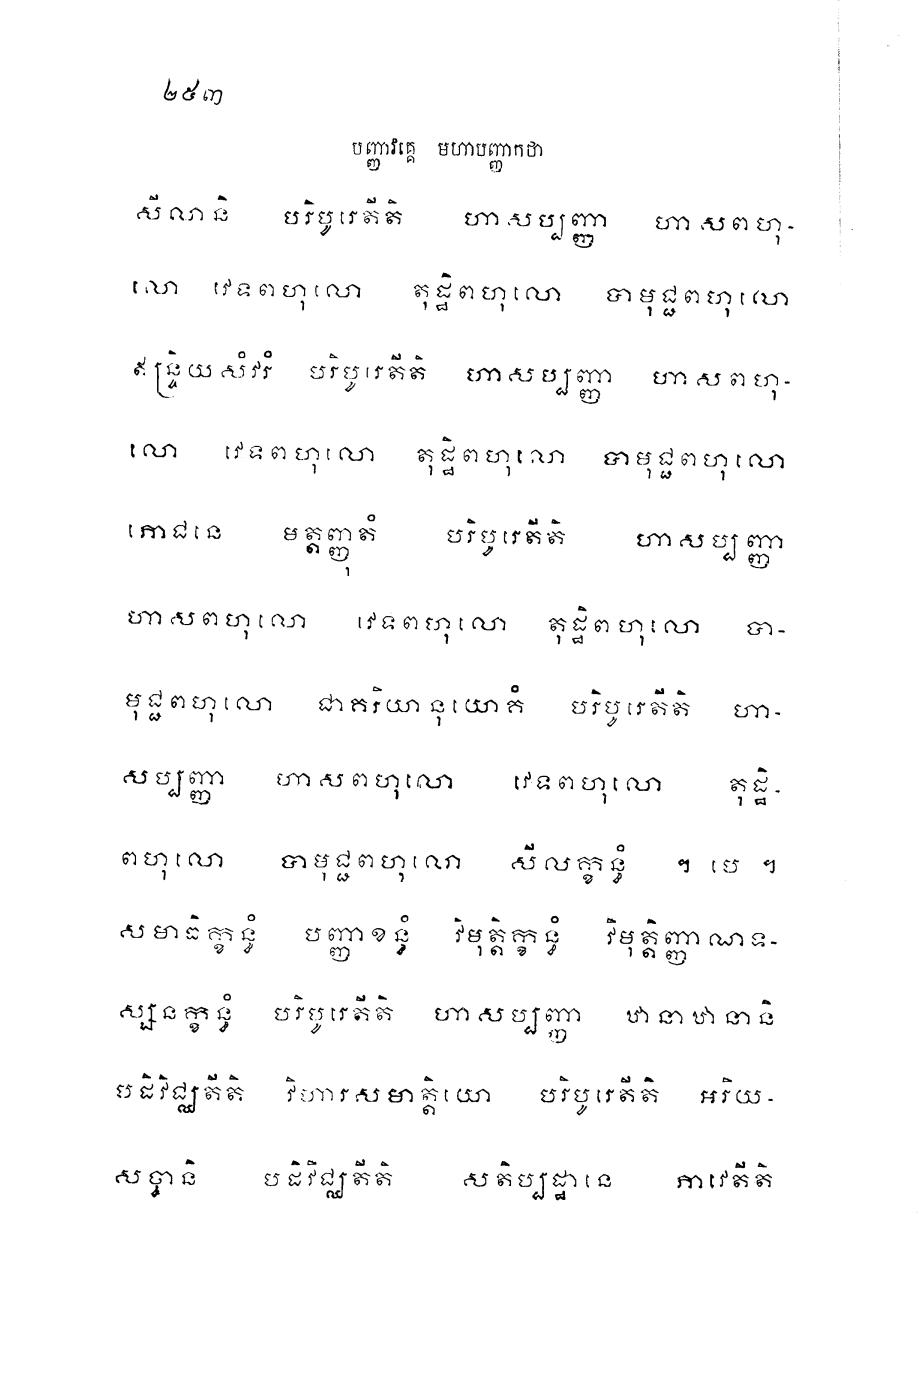 ២៥៣
បញ្ញាវគ្គេ មហាបញ្ញាកថា
សីលានិ បរិបូរេតីតិ ហាសប្បញ្ញា ហាសពហុ-
លោ វេទពហុលោ តុដ្ឋិពហុលោ បាមុជ្ជពហុលោ
ឥន្ទ្រិយសំវរំ បរិបូរេតីតិ ហាសប្បញ្ញា ហាសពហុ-
លោ វេទពហុលោ តុដ្ឋិពហុលោ បាមុជ្ជពហុលោ
ភោជនេ មត្តញ្ញុតំ បរិបូរេតីតិ ហាសប្បញ្ញា
ហាសពហុលោ វេទពហុលោ តុដ្ឋិពហុលោ បា-
មុជ្ជពហុលោ ជាគរិយានុយោគំ បរិបូរេតីតិ ហា-
សប្បញ្ញា ហាសពហុលោ វេទពហុលោ តុដ្ឋិ-
ពហុលោ បាមុជ្ជពហុលោ សីលក្ខន្ធំ ។ បេ ។
សមាធិក្ខន្ធំ បញ្ញាខន្ធំ វិមុត្តិក្ខន្ធំ វិមុត្តិញ្ញាណទ-
ស្សនក្ខន្ធំ បរិបូរេតីតិ ហាសប្បញ្ញា ឋានាឋានានិ
បដិវិជ្ឈតីតិ វិហារសមាត្តិយោ បរិបូរេតីតិ អរិយ-
សច្ចានិ បដិវិជ្ឈតីតិ សតិប្បដ្ឋានេ ភាវេតីតិ